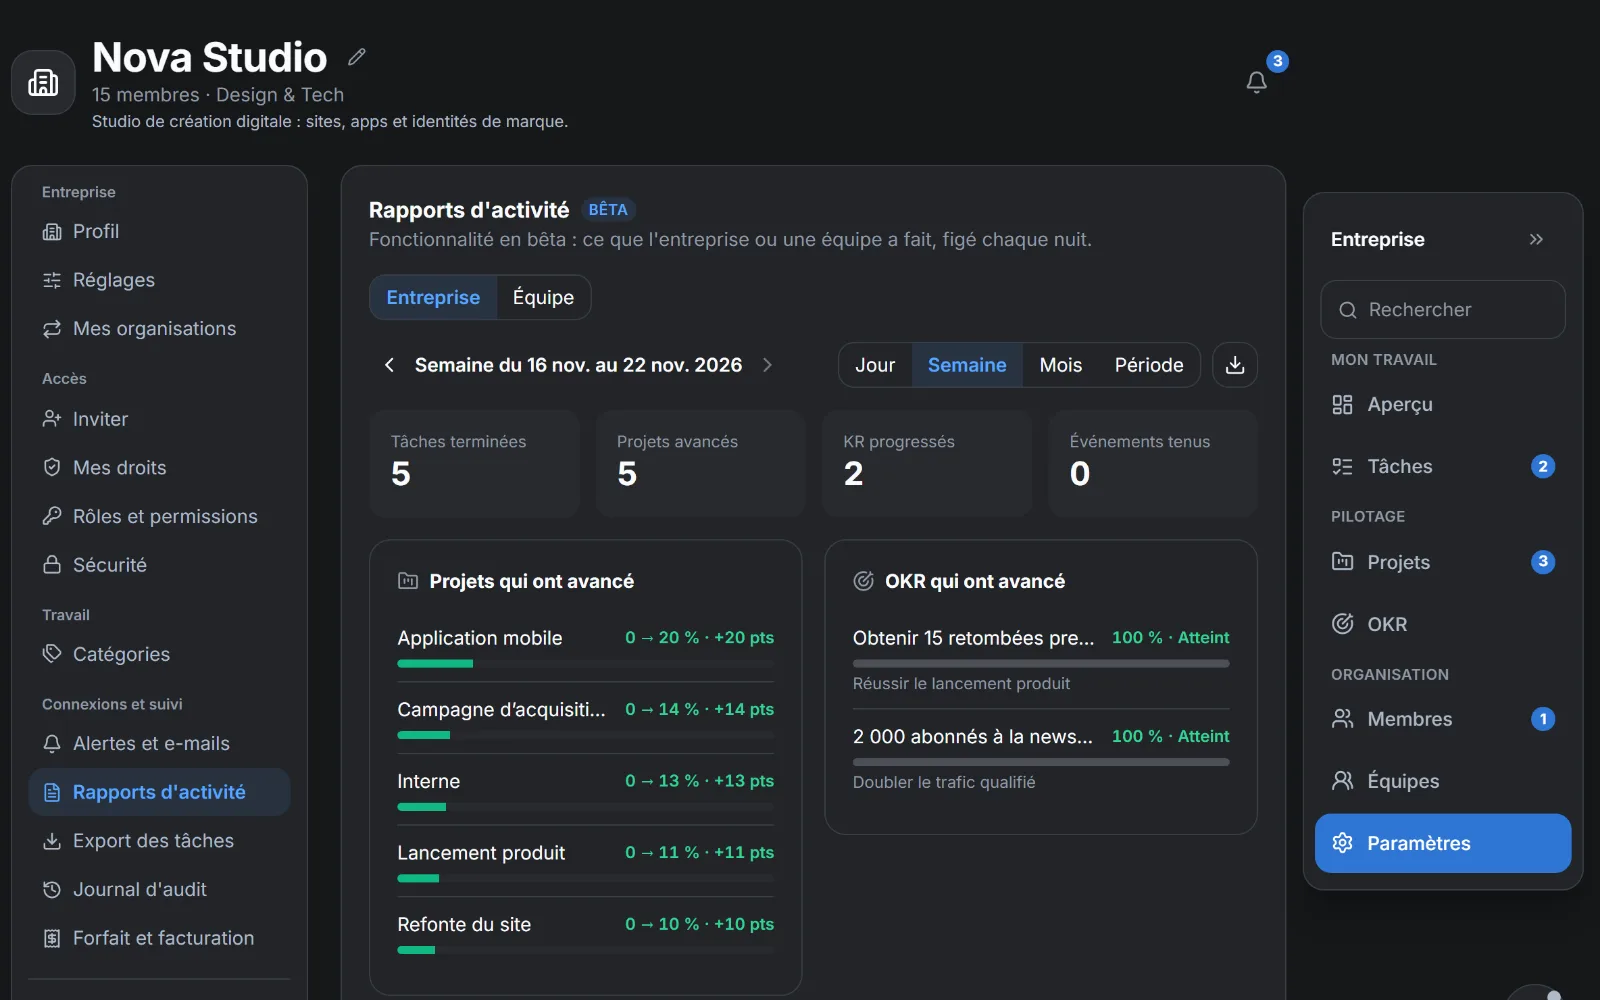 Nova Studio
15 membres · Design & Tech
Studio de création digitale : sites, apps et identités de marque.
3
Entreprise
Profil
Réglages
Mes organisations
Accès
Inviter
Mes droits
Rôles et permissions
Sécurité
Travail
Catégories
Connexions et suivi
Alertes et e-mails
Rapports d'activité
Export des tâches
Journal d'audit
Forfait et facturation
Rapports d'activité BÊTA
Fonctionnalité en bêta : ce que l'entreprise ou une équipe a fait, figé chaque nuit.
Entreprise Équipe
Semaine du 16 nov. au 22 nov. 2026
Jour Semaine Mois Période
Tâches terminées
5
Projets avancés
5
KR progressés
2
Événements tenus
0
Projets qui ont avancé
Application mobile 0 → 20 % · +20 pts
Campagne d’acquisiti... 0 → 14 % · +14 pts
Interne 0 → 13 % · +13 pts
Lancement produit 0 → 11 % · +11 pts
Refonte du site 0 → 10 % · +10 pts
OKR qui ont avancé
Obtenir 15 retombées pre... 100 % · Atteint
Réussir le lancement produit
2 000 abonnés à la news... 100 % · Atteint
Doubler le trafic qualifié
Entreprise
Rechercher
MON TRAVAIL
Aperçu
Tâches 2
PILOTAGE
Projets 3
OKR
ORGANISATION
Membres 1
Équipes
Paramètres